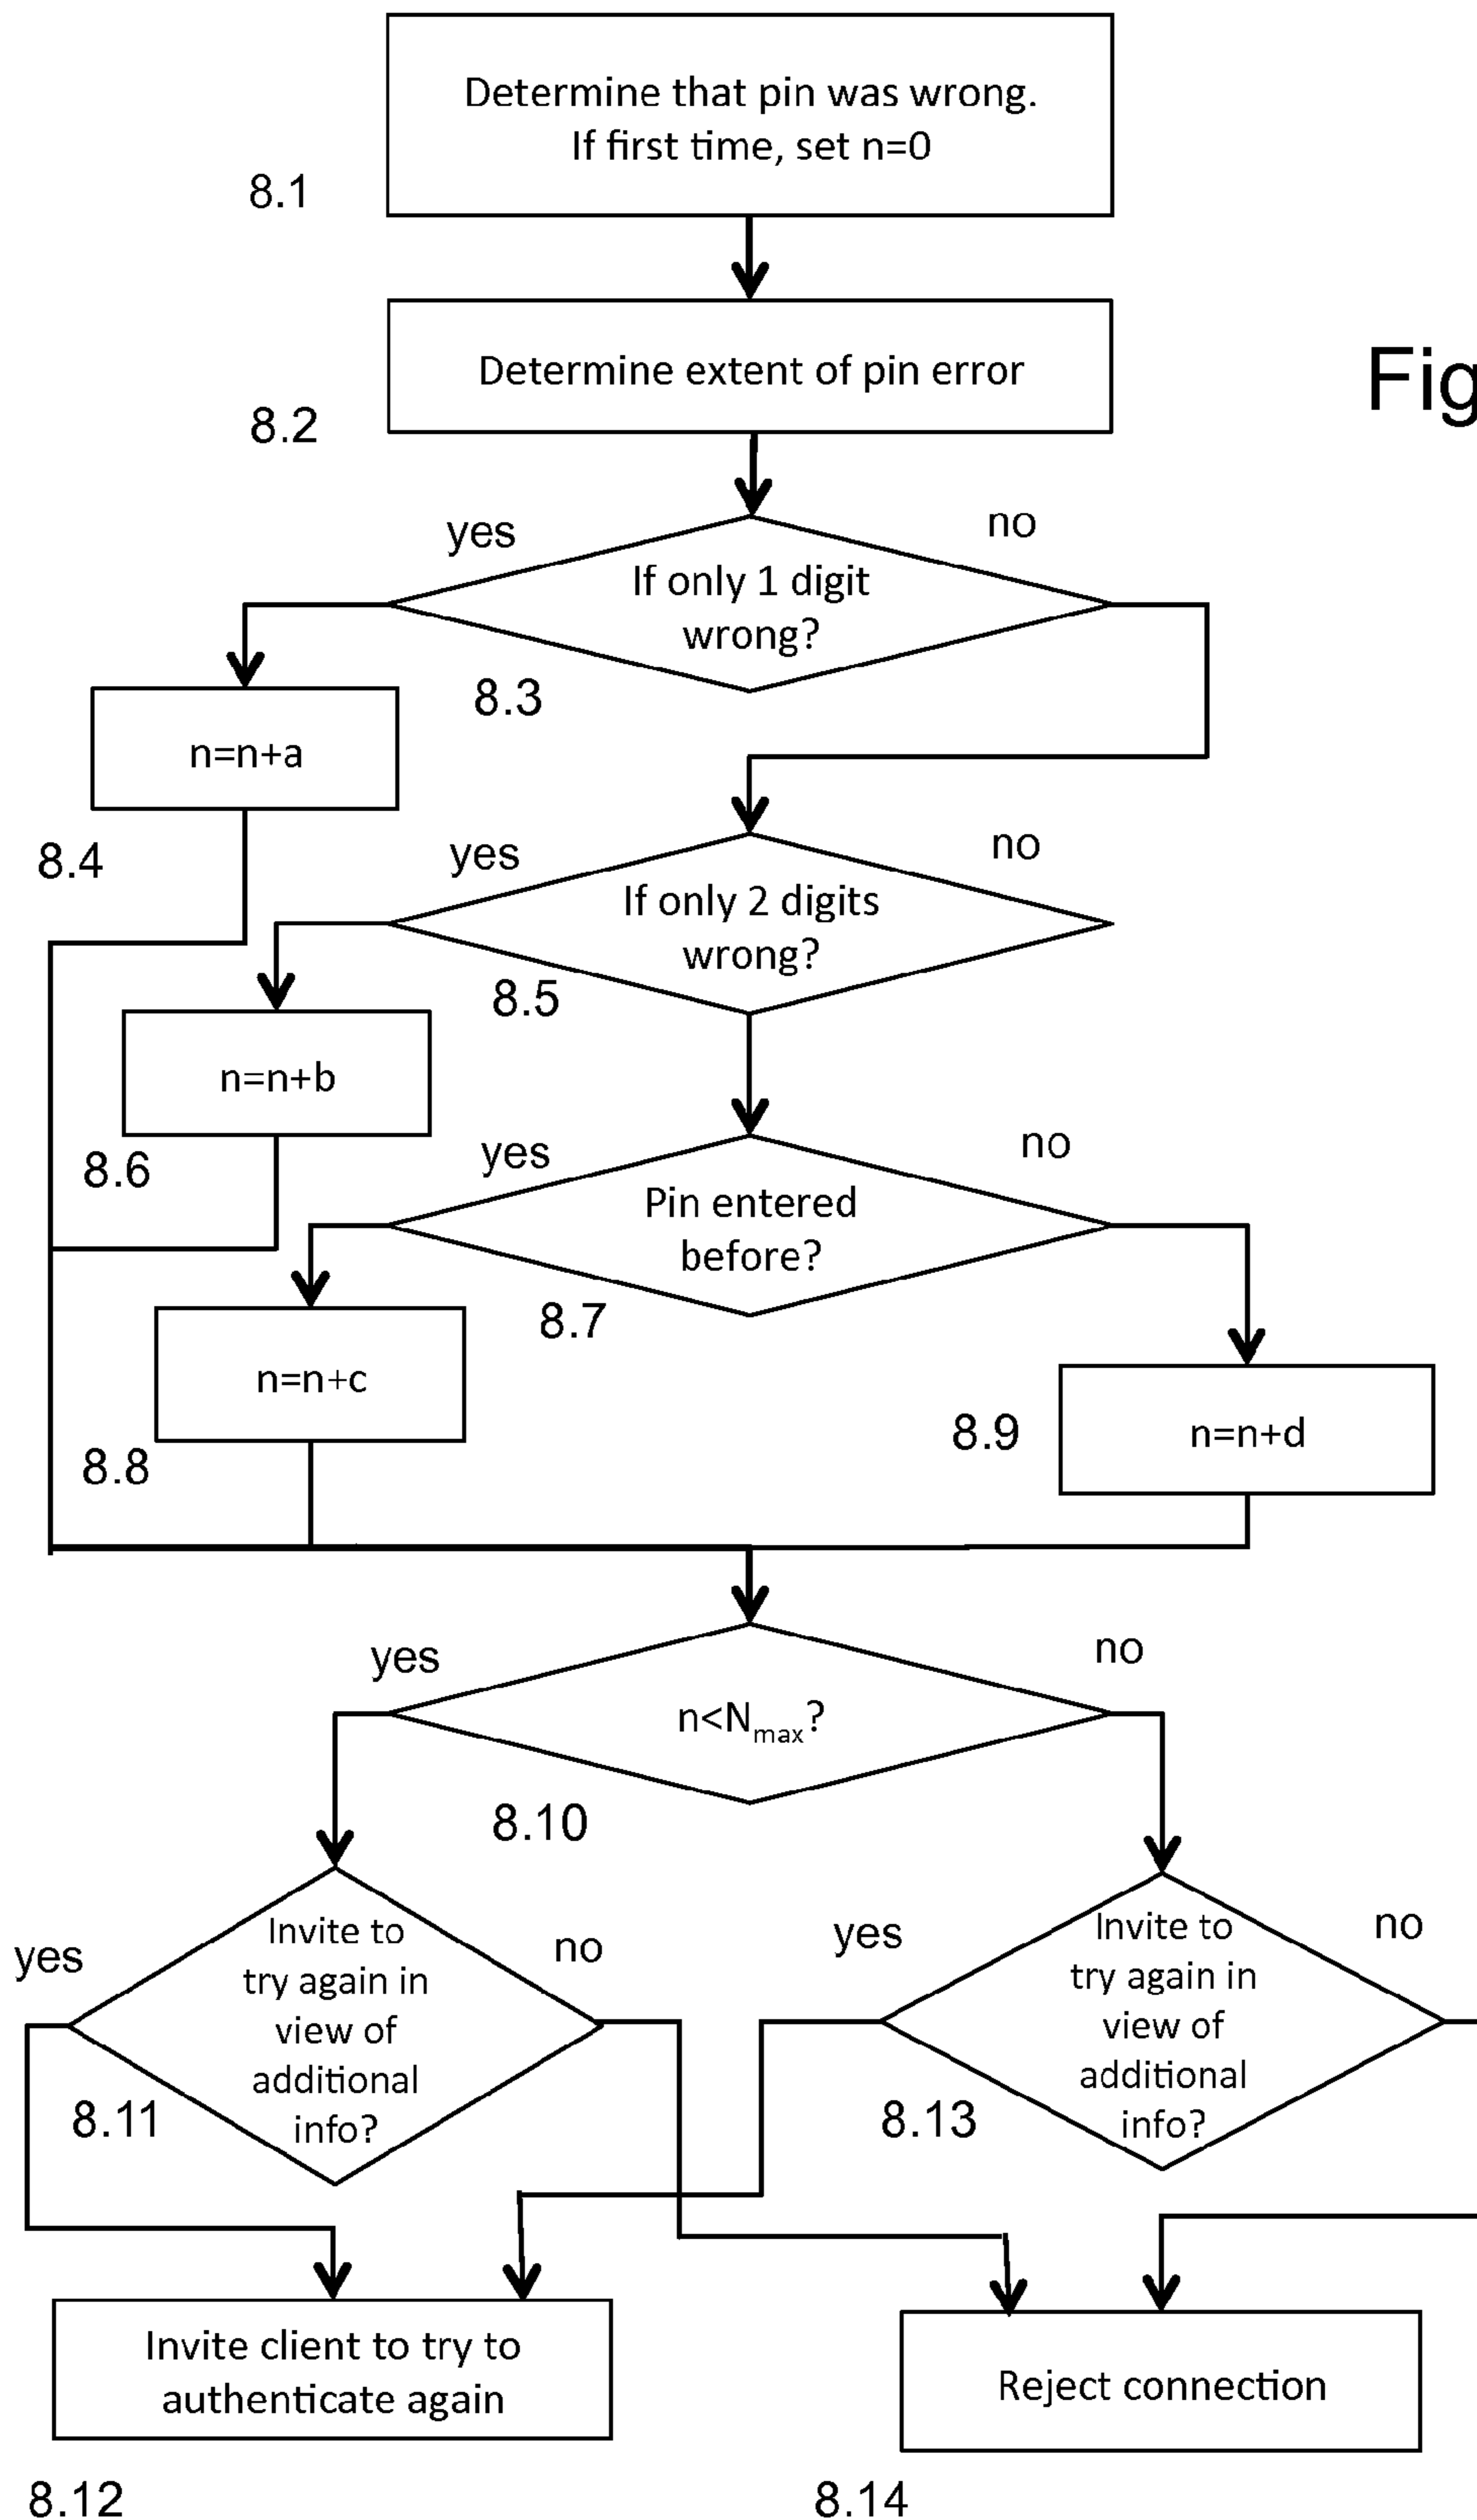 Determine that pin was wrong.
If first time, set n=0
8.1
Determine extent of pin error
Fig
8.2
yes
no
If only 1 digit
wrong?
8.3
n=n+a
8.4
yes
no
If only 2 digits
wrong?
8.5
n=n+b
8.6
yes
no
Pin entered
before?
8.7
n=n+c
8.8
8.9
n=n+d
yes
no
n<Nmax?
8.10
yes
Invite to
try again in
view of
additional
info?
no
8.11
yes
Invite to
try again in
view of
additional
info?
no
8.13
Invite client to try to
authenticate again
Reject connection
8.12
8.14